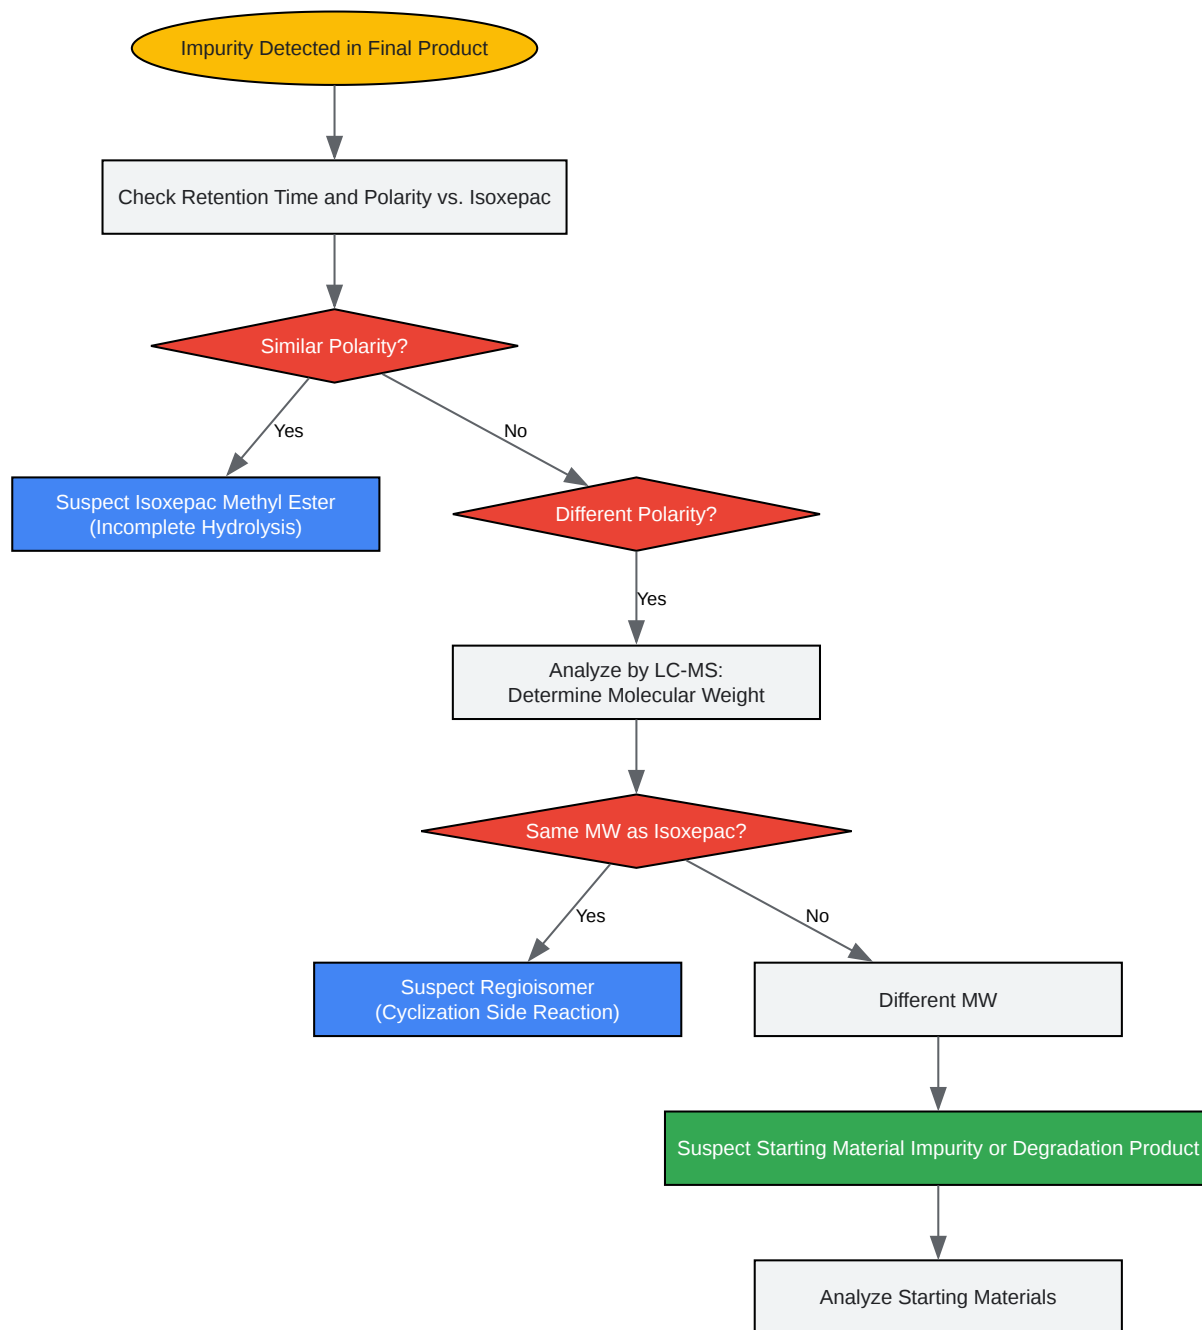 Impurity Detected in Final Product
Check Retention Time and Polarity vs. Isoxepac
Similar Polarity?
Yes
No
Suspect Isoxepac Methyl Ester
(Incomplete Hydrolysis)
Different Polarity?
Yes
Analyze by LC-MS:
Determine Molecular Weight
Same MW as Isoxepac?
Yes
No
Suspect Regioisomer
(Cyclization Side Reaction)
Different MW
Suspect Starting Material Impurity or Degradation Product
Analyze Starting Materials